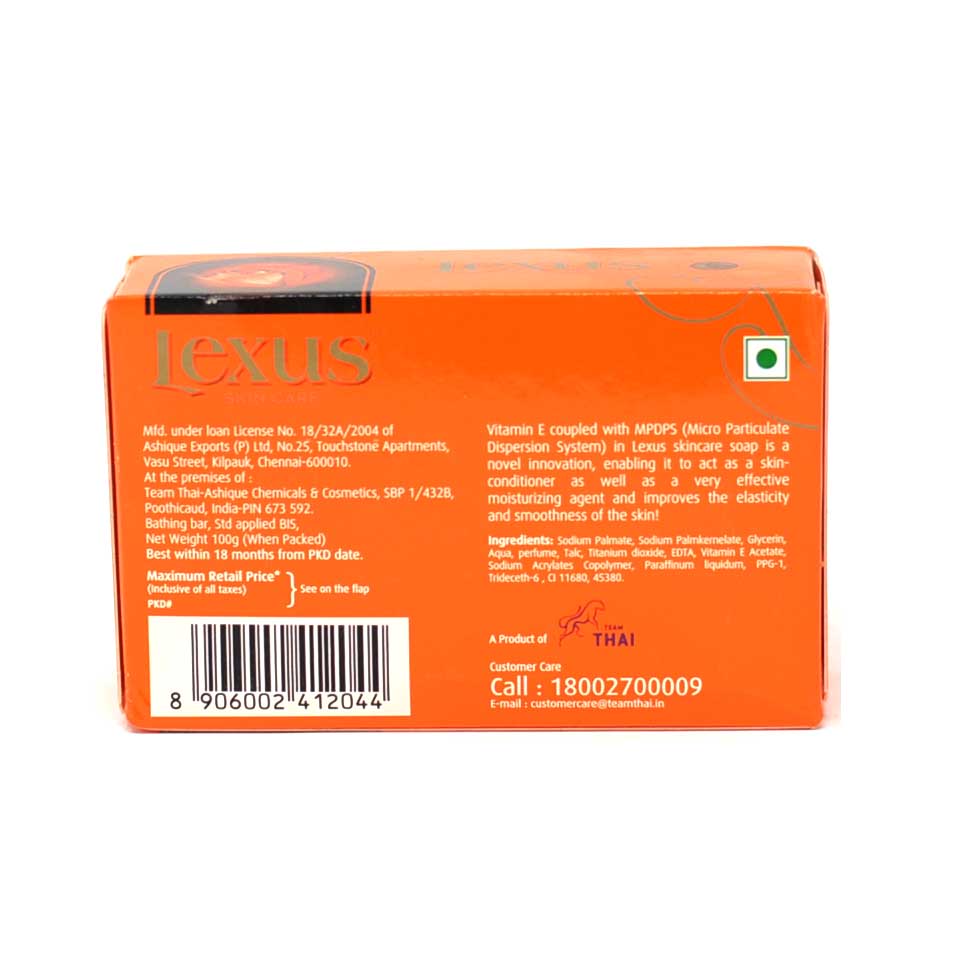 Lexus
Lexus
SKIN CARE
Mfd. under loan License No. 18/32A/2004 of
Ashique Exports (P) Ltd, No.25, Touchstone Apartments,
Vasu Street, Kilpauk, Chennai-600010.
At the premises of :
Team Thai-Ashique Chemicals & Cosmetics, SBP 1/432B,
Poothicaud, India-PIN 673 592.
Bathing bar, Std applied BIS,
Net Weight 100g (When Packed)
Best within 18 months from PKD date.
Maximum Retail Price*
(Inclusive of all taxes)
PKD#
See on the flap
8 906002 412044
Vitamin E coupled with MPDPS (Micro Particulate
Dispersion System) in Lexus skincare soap is a
novel innovation, enabling it to act as a skin-
conditioner as well as a very effective
moisturizing agent and improves the elasticity
and smoothness of the skin!
Ingredients: Sodium Palmate, Sodium Palmkernelate, Glycerin,
Aqua, perfume, Talc, Titanium dioxide, EDTA, Vitamin E Acetate,
Sodium Acrylates Copolymer, Paraffinum liquidum, PPG-1,
Trideceth-6 , CI 11680, 45380.
A Product of
TEAM
THAI
Customer Care
Call : 18002700009
E-mail : customercare@teamthai.in